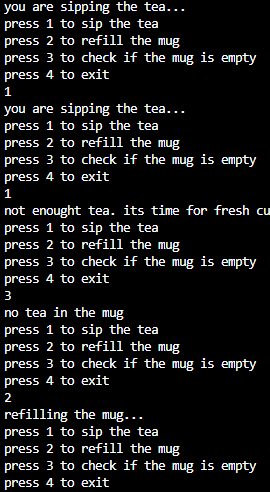 you are sipping the tea...
press 1 to sip the tea
press 2 to refill the mug
press 3 to check if the mug is empty
press 4 to exit
1
you are sipping the tea...
press 1 to sip the tea
press 2 to refill the mug
press 3 to check if the mug is empty
press 4 to exit
1
not enought tea. its time for fresh cu
press 1 to sip the tea
press 2 to refill the mug
press 3 to check if the mug is empty
press 4 to exit
3
no tea in the mug
press 1 to sip the tea
press 2 to refill the mug
press 3 to check if the mug is empty
press 4 to exit
2
refilling the mug...
press 1 to sip the tea
press 2 to refill the mug
press 3 to check if the mug is empty
press 4 to exit